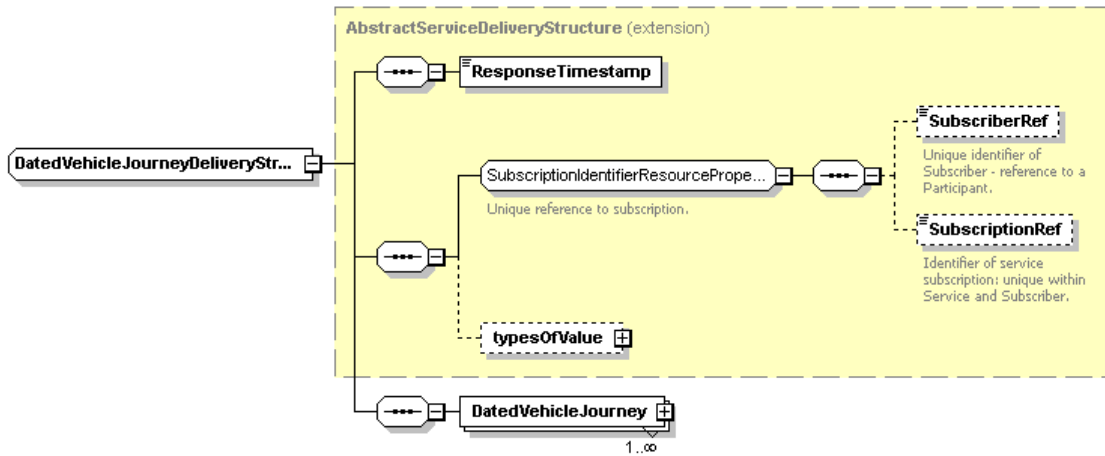 AbstractServiceDeliveryStructure (extension)
ResponseTimestamp
DatedVehicleJourneyDeliveryStr...
SubscriberRef
Unique identifier of
Subscriber - reference to a
Participant.
SubscriptionIdentifierResourcePrope...
Unique reference to subscription.
SubscriptionRef
Identifier of service
subscription: unique within
Service and Subscriber.
typesOfValue
DatedVehicleJourney
1..∞